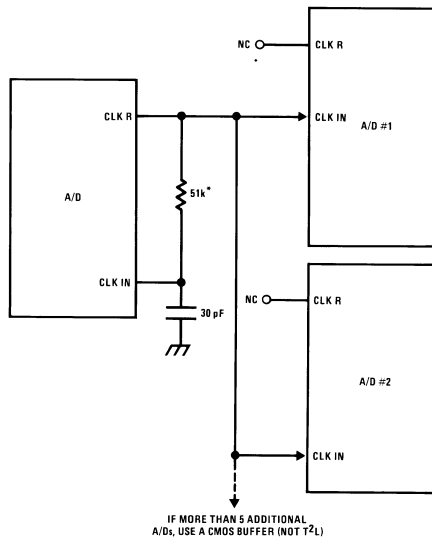 NC
CLK R
CLK R
CLK IN
A/D #1
A/D
51k*
CLK IN
30 pF
NC
CLK R
A/D #2
CLK IN
IF MORE THAN 5 ADDITIONAL
A/Ds, USE A CMOS BUFFER (NOT T²L)